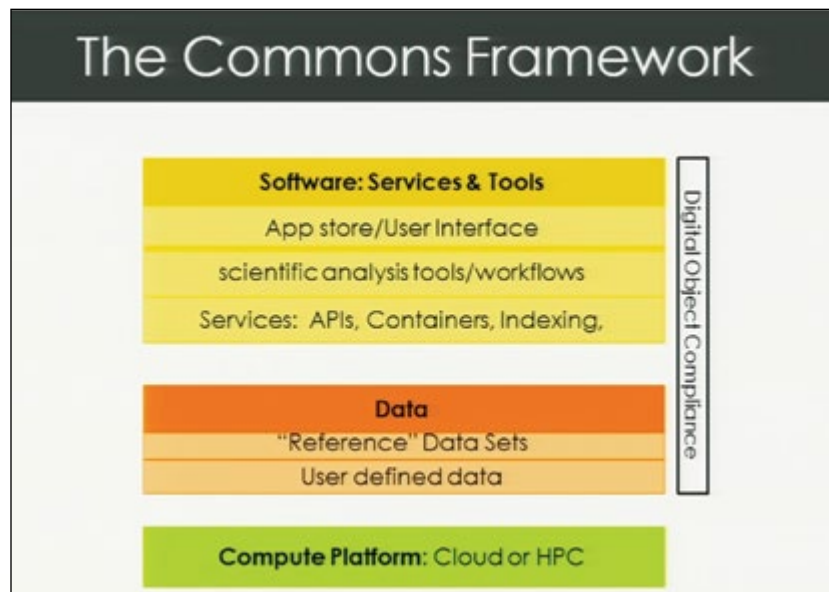 The Commons Framework
Software: Services & Tools
App store/User Interface
scientific analysis tools/workflows
Services: APIs, Containers, Indexing,
Data
"Reference" Data Sets
User defined data
Compute Platform: Cloud or HPC
Digital Object Compliance